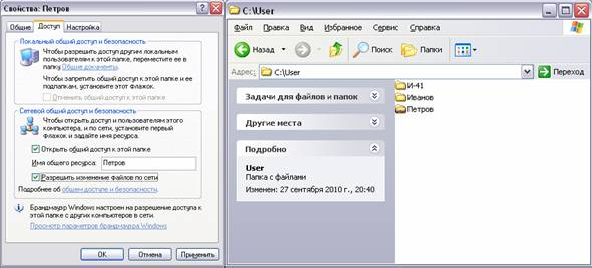 Свойства: Петров
Общие Доступ Настройка
Локальный общий доступ и безопасность
Чтобы разрешить доступ другим локальным
пользователям к этой папке, переместите ее в
папку Общие документы.
Чтобы запретить общий доступ к папке и ее
подпапкам, установите этот флажок.
Отменить общий доступ к этой папке
Сетевой общий доступ и безопасность
Чтобы открыть доступ и пользователям этого
компьютера, и по сети, установите первый
флажок и задайте имя ресурса.
Открыть общий доступ к этой папке
Имя общего ресурса: Петров
Разрешить изменение файлов по сети
Подробнее об общем доступе и безопасности.
Брандмауэр Windows настроен на разрешение доступа к
этой папке с других компьютеров в сети.
Просмотр параметров брандмауэра Windows
ОК Отмена Применить
C:\User
Файл Правка Вид Избранное Сервис Справка
Назад Поиск Папки
Адрес: C:\User Переход
Задачи для файлов и папок
Другие места
Подробно
User
Папка с файлами
Изменен: 27 сентября 2010 г., 20:40
И-41
Иванов
Петров